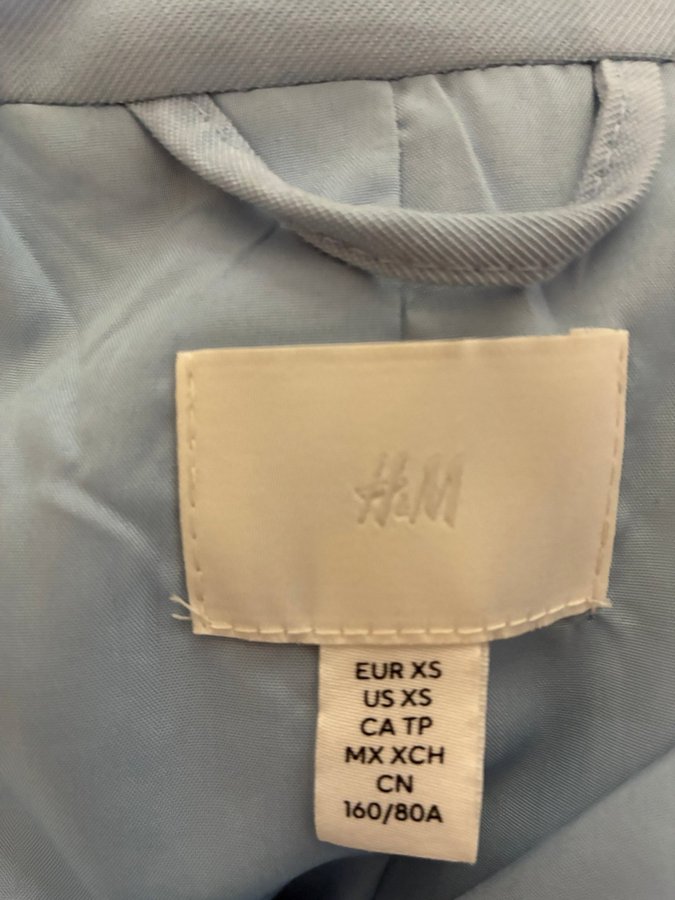 H&M
EUR XS
US XS
CA TP
MX XCH
CN
160/80A